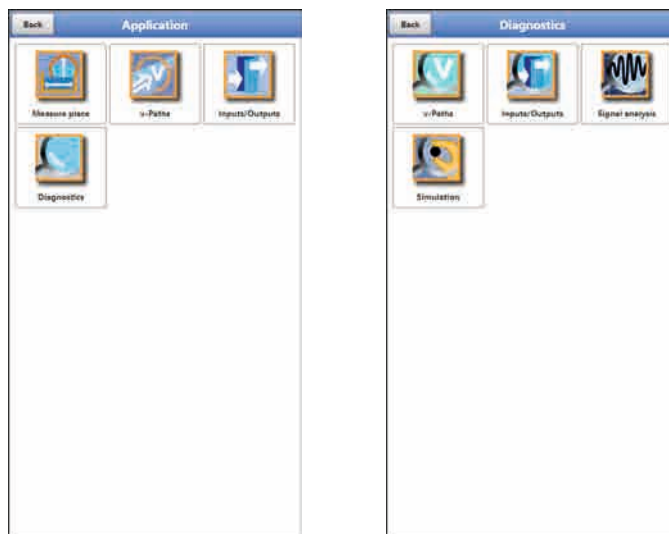 Back
Application
Measure place
v-Paths
Inputs/Outputs
Diagnostics
Back
Diagnostics
v-Paths
Inputs/Outputs
Signal analysis
Simulation